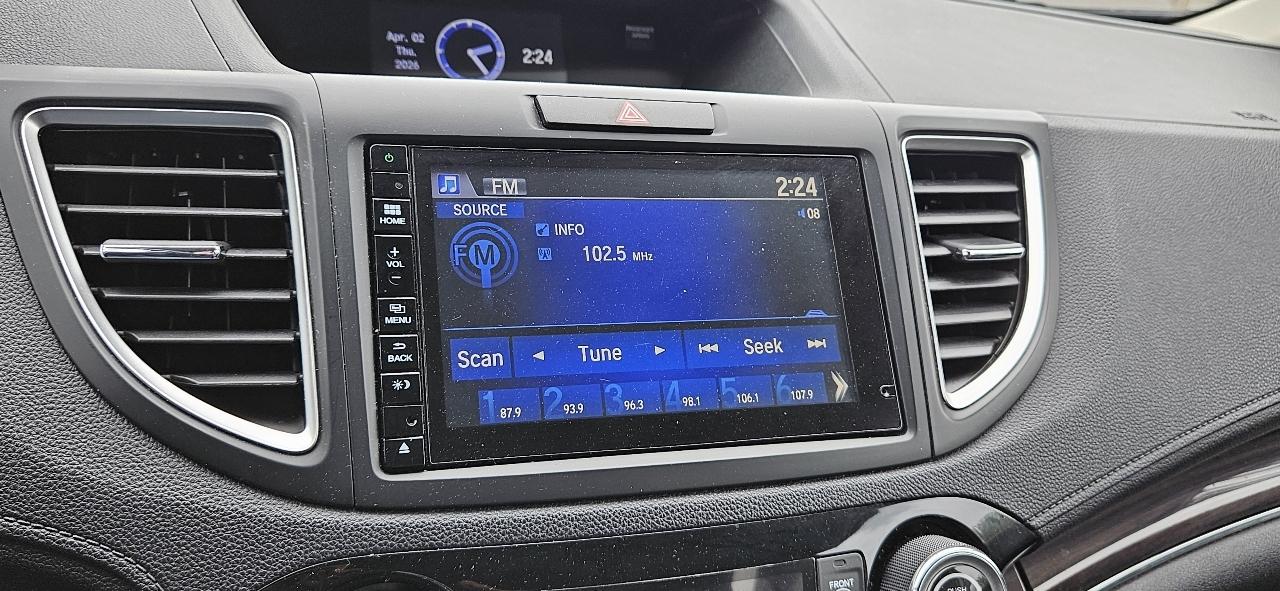 Apr. 02
Thu.
2026
2:24
FM
2:24
SOURCE
08
FM
INFO
102.5 MHz
Scan
Tune
Seek
1 87.9
2 93.9
3 96.3
4 98.1
5 106.1
6 107.9
HOME
+
VOL
−
MENU
BACK
FRONT
PUSH